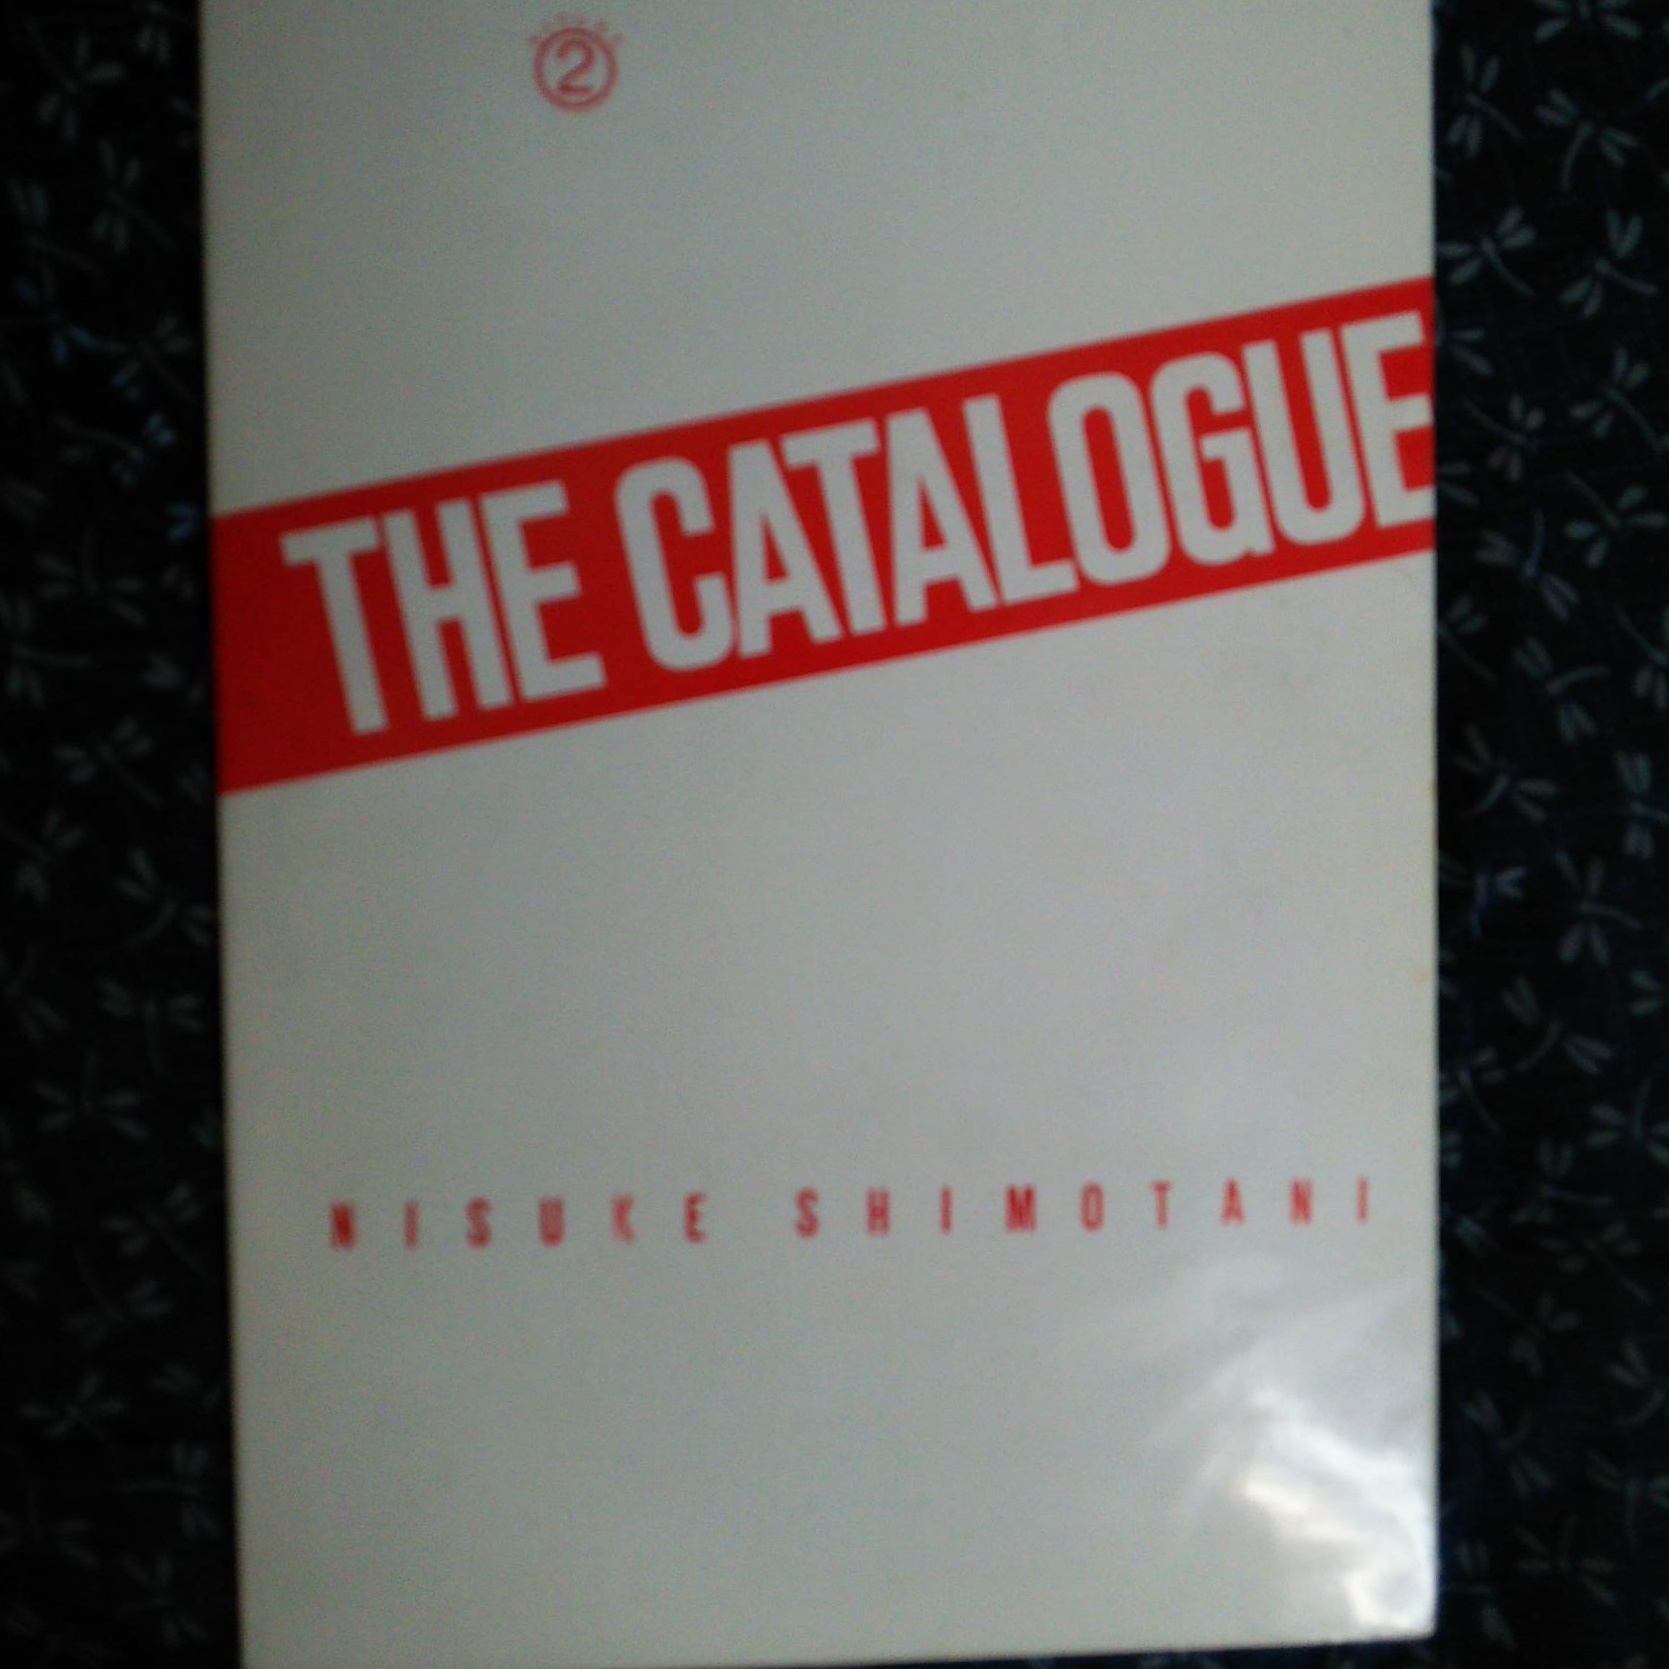 2
THE CATALOGUE
NISUKE SHIMOTANI